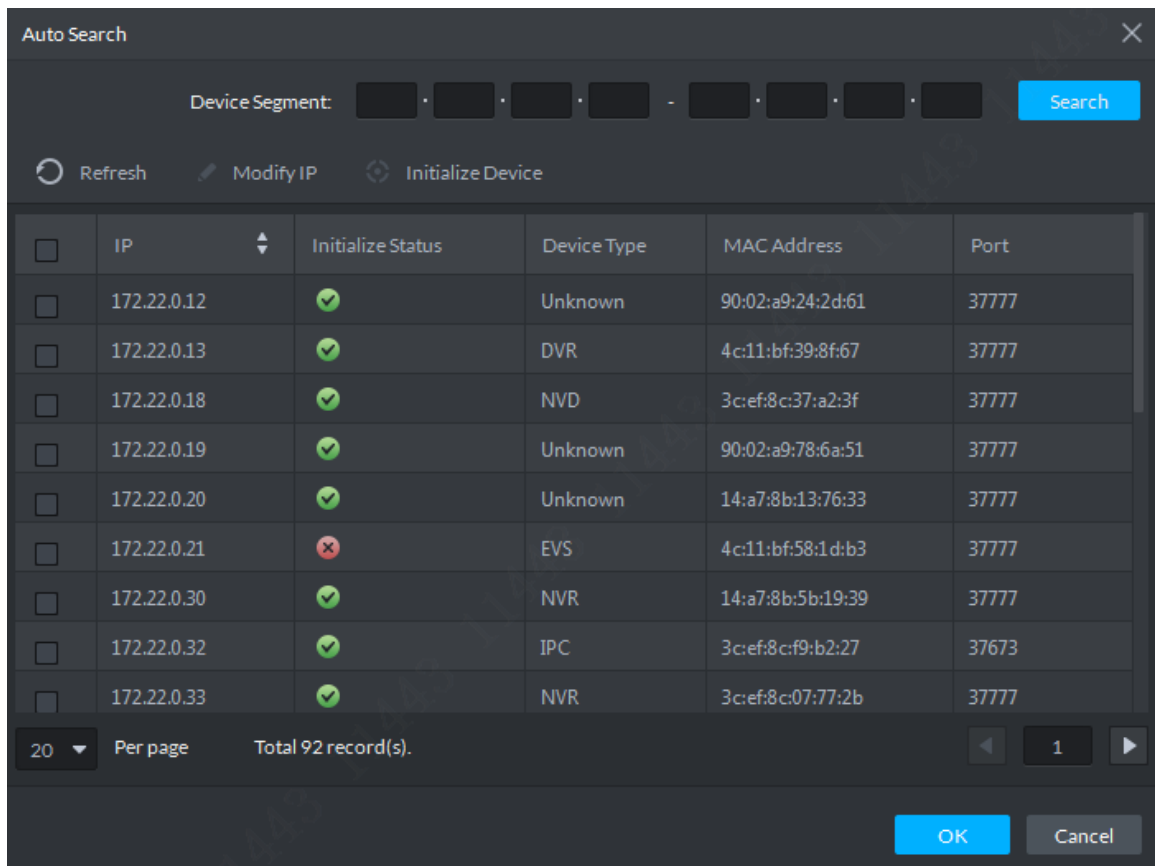 Auto Search
Device Segment: . . . - . . . Search
Refresh Modify IP Initialize Device
IP Initialize Status Device Type MAC Address Port
172.22.0.12 Unknown 90:02:a9:24:2d:61 37777
172.22.0.13 DVR 4c:11:bf:39:8f:67 37777
172.22.0.18 NVD 3c:ef:8c:37:a2:3f 37777
172.22.0.19 Unknown 90:02:a9:78:6a:51 37777
172.22.0.20 Unknown 14:a7:8b:13:76:33 37777
172.22.0.21 EVS 4c:11:bf:58:1d:b3 37777
172.22.0.30 NVR 14:a7:8b:5b:19:39 37777
172.22.0.32 IPC 3c:ef:8c:f9:b2:27 37673
172.22.0.33 NVR 3c:ef:8c:07:77:2b 37777
20 Per page Total 92 record(s). 1
OK Cancel
11443 11443 11443 11443 11443 11443